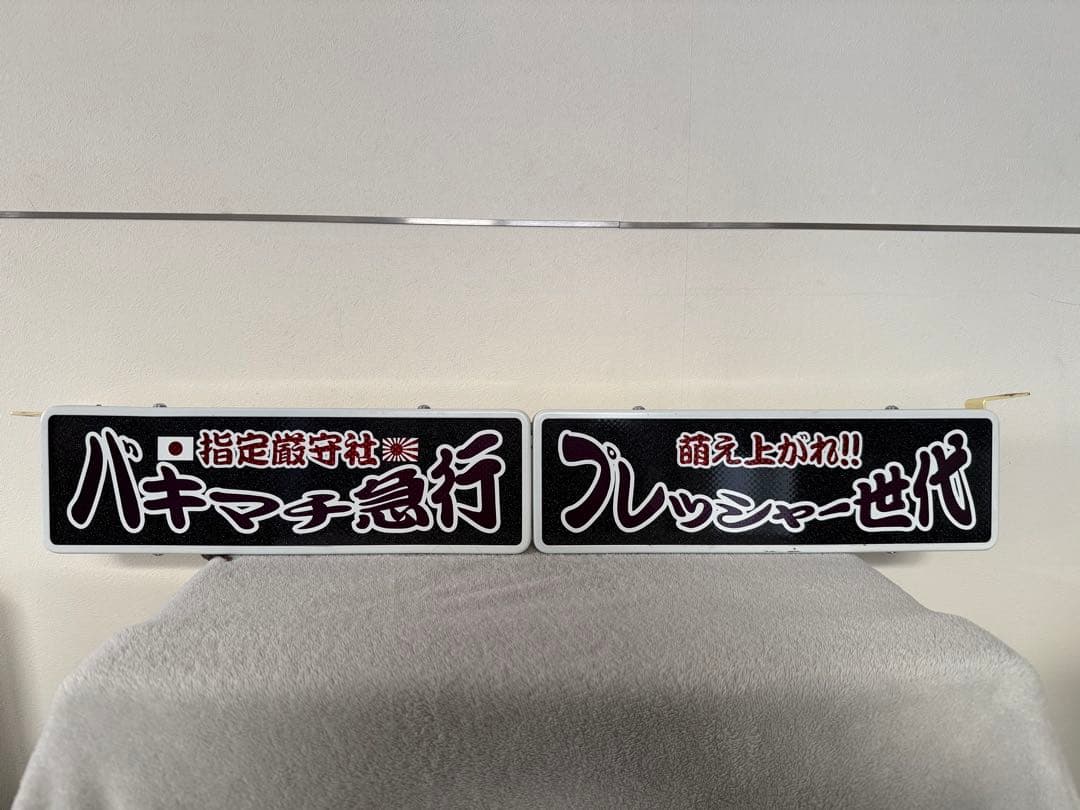 指定厳守社
バキマチ急行
萌え上がれ!!
プレッシャー世代